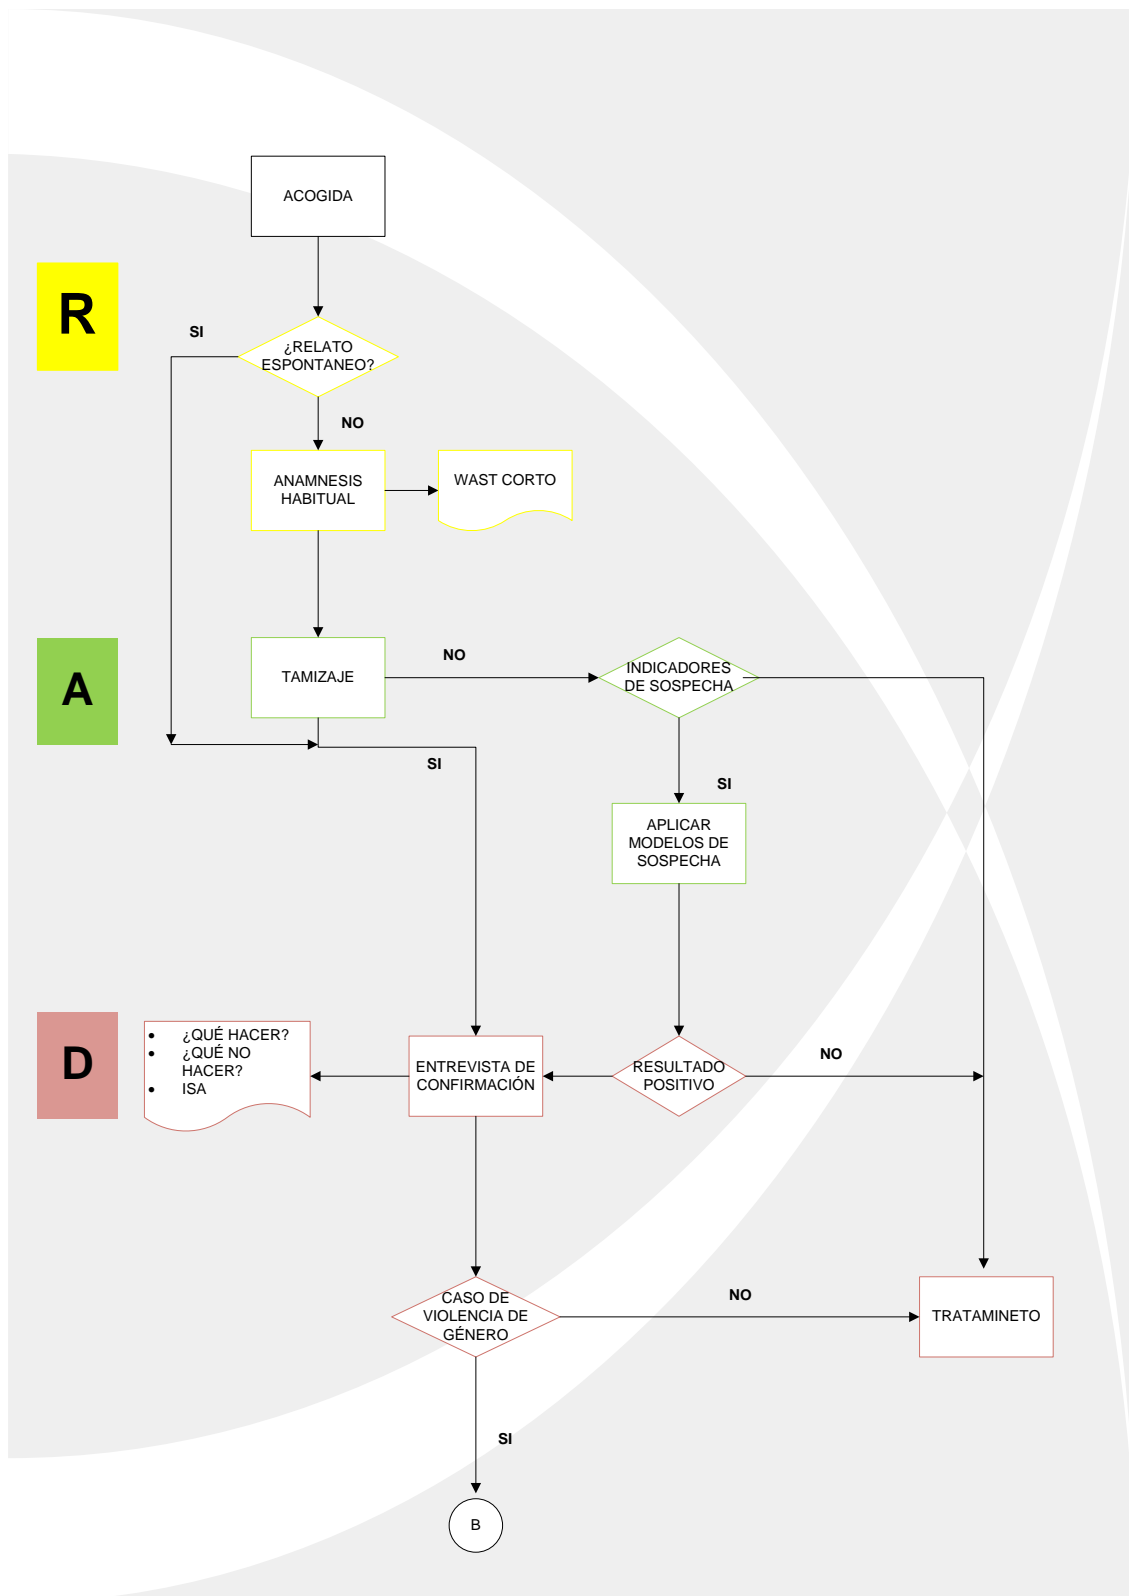 ACOGIDA
R
SI
¿RELATO
ESPONTANEO?
NO
ANAMNESIS
HABITUAL
WAST CORTO
A
TAMIZAJE
NO
INDICADORES
DE SOSPECHA
SI
SI
APLICAR
MODELOS DE
SOSPECHA
D
• ¿QUÉ HACER?
• ¿QUÉ NO
HACER?
• ISA
ENTREVISTA DE
CONFIRMACIÓN
RESULTADO
POSITIVO
NO
CASO DE
VIOLENCIA DE
GÉNERO
NO
TRATAMINETO
SI
B